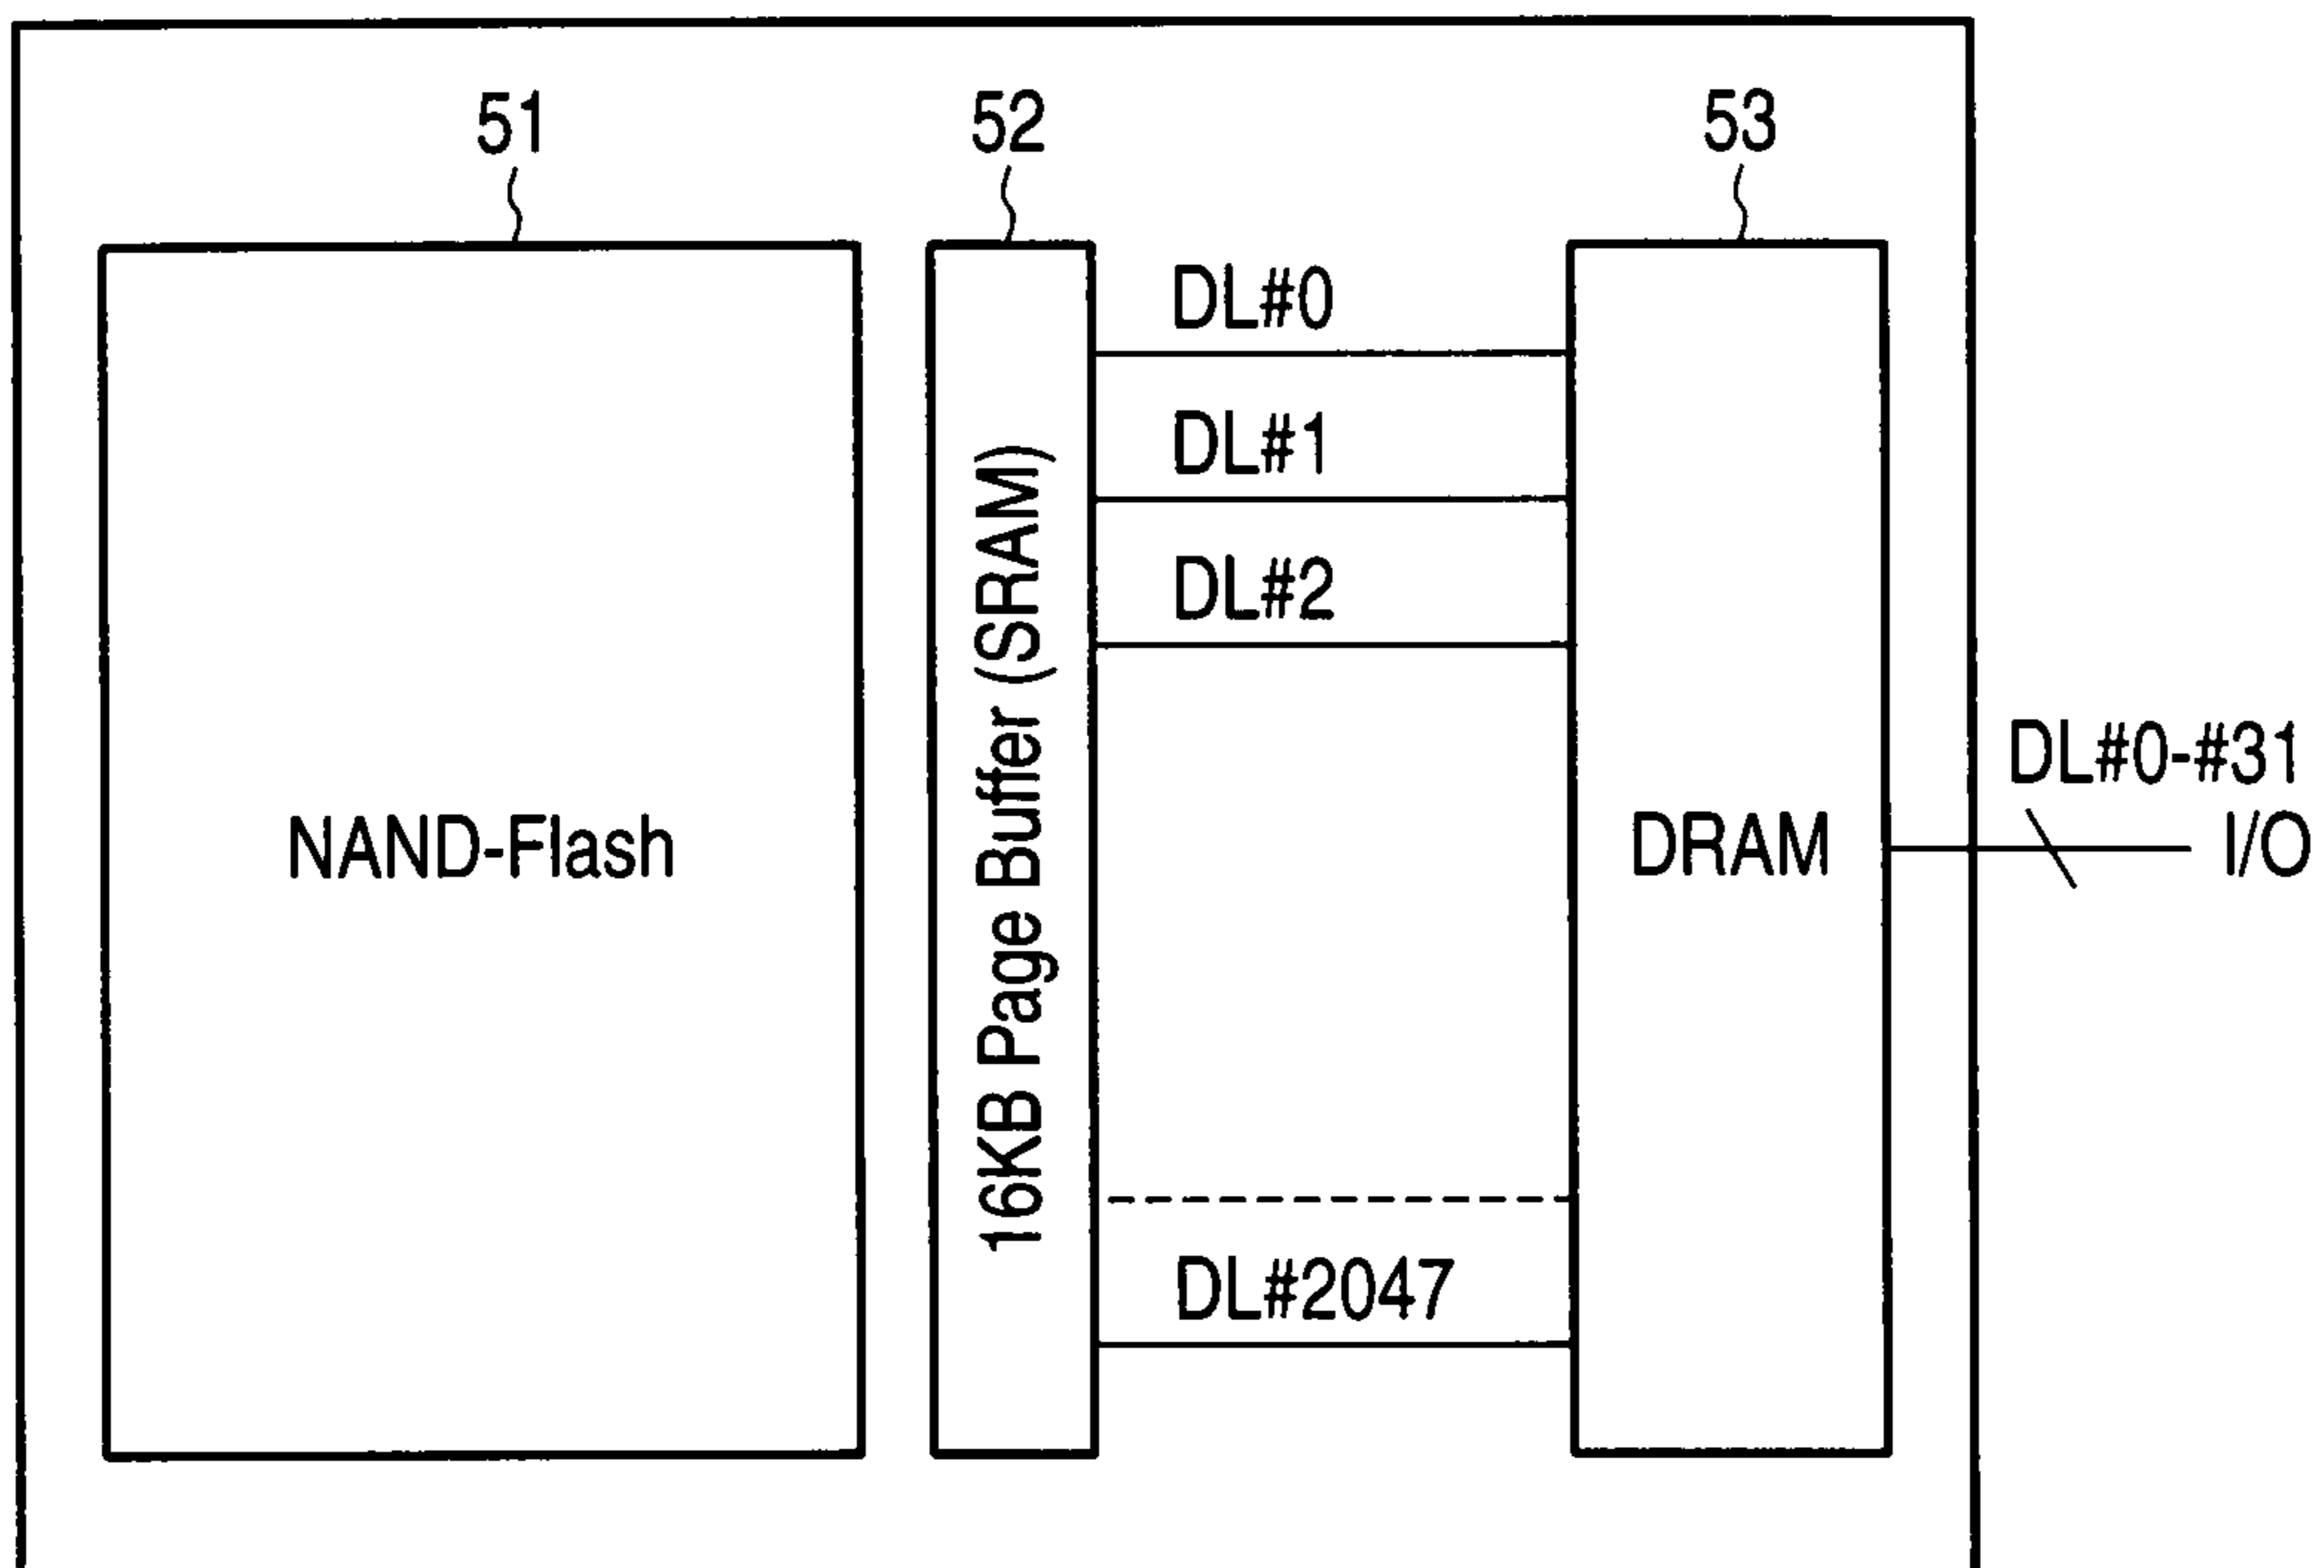 51
52
53
DL#0
DL#1
DL#2
16KB Page Buffer (SRAM)
NAND-Flash
DRAM
DL#0-#31
I/O
DL#2047